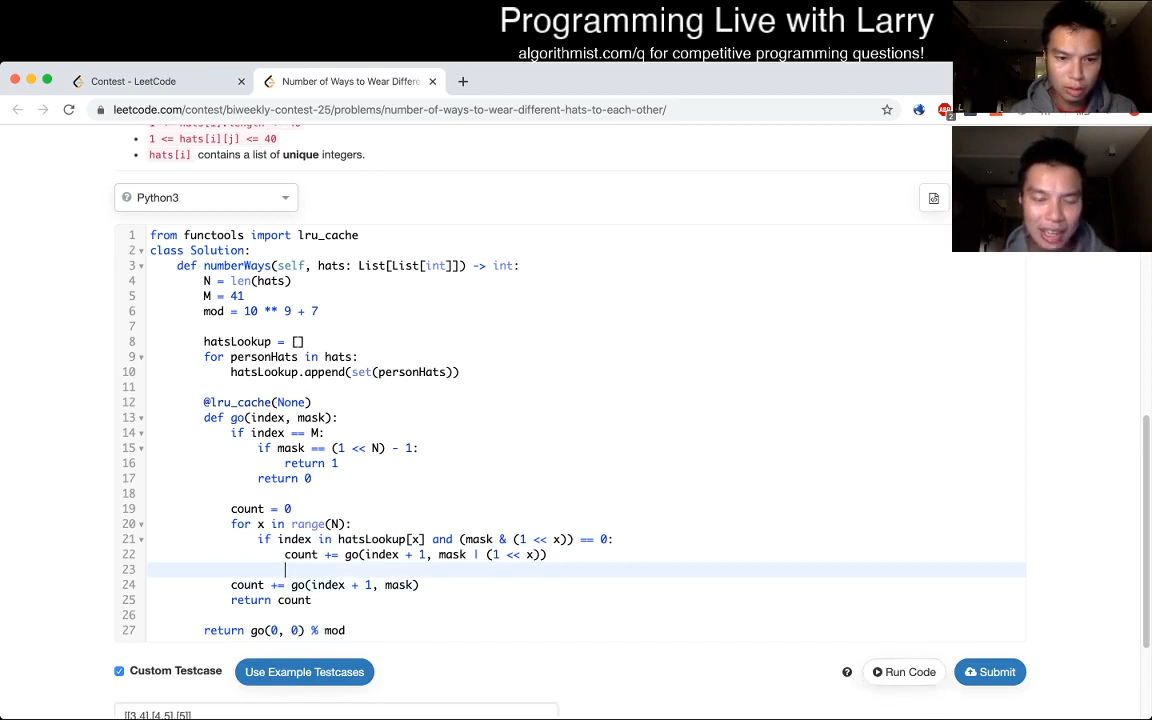 Programming Live with Larry
algorithmist.com/q for competitive programming questions!
Contest - LeetCode
Number of Ways to Wear Differe
leetcode.com/contest/biweekly-contest-25/problems/number-of-ways-to-wear-different-hats-to-each-other/
1 <= hats[i][j] <= 40
hats[i] contains a list of unique integers.
Python3
1 from functools import lru_cache
2 class Solution:
3 def numberWays(self, hats: List[List[int]]) -> int:
4 N = len(hats)
5 M = 41
6 mod = 10 ** 9 + 7
7
8 hatsLookup = []
9 for personHats in hats:
10 hatsLookup.append(set(personHats))
11
12 @lru_cache(None)
13 def go(index, mask):
14 if index == M:
15 if mask == (1 << N) - 1:
16 return 1
17 return 0
18
19 count = 0
20 for x in range(N):
21 if index in hatsLookup[x] and (mask & (1 << x)) == 0:
22 count += go(index + 1, mask | (1 << x))
23
24 count += go(index + 1, mask)
25 return count
26
27 return go(0, 0) % mod
Custom Testcase
Use Example Testcases
Run Code
Submit
[[3,4],[4,5],[5]]